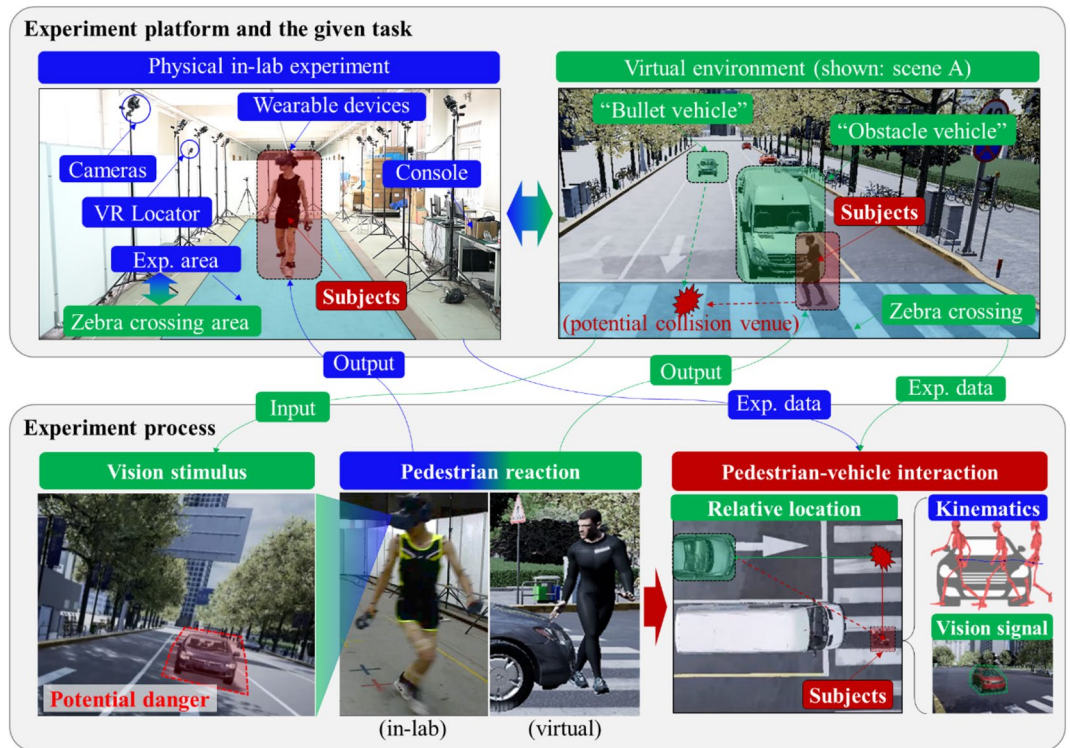 Experiment platform and the given task
Physical in-lab experiment
Virtual environment (shown: scene A)
Wearable devices
"Bullet vehicle"
"Obstacle vehicle"
Cameras
Console
VR Locator
Subjects
Exp. area
Subjects
Zebra crossing area
(potential collision venue)
Zebra crossing
Output
Output
Input
Exp. data
Exp. data
Experiment process
Vision stimulus
Pedestrian reaction
Pedestrian-vehicle interaction
Relative location
Kinematics
Vision signal
Potential danger
Subjects
(in-lab)
(virtual)